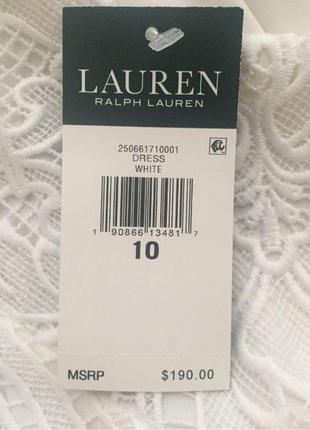 LAUREN
RALPH LAUREN
250661710001
DRESS
WHITE
1 90866 13481 7
10
MSRP $190.00